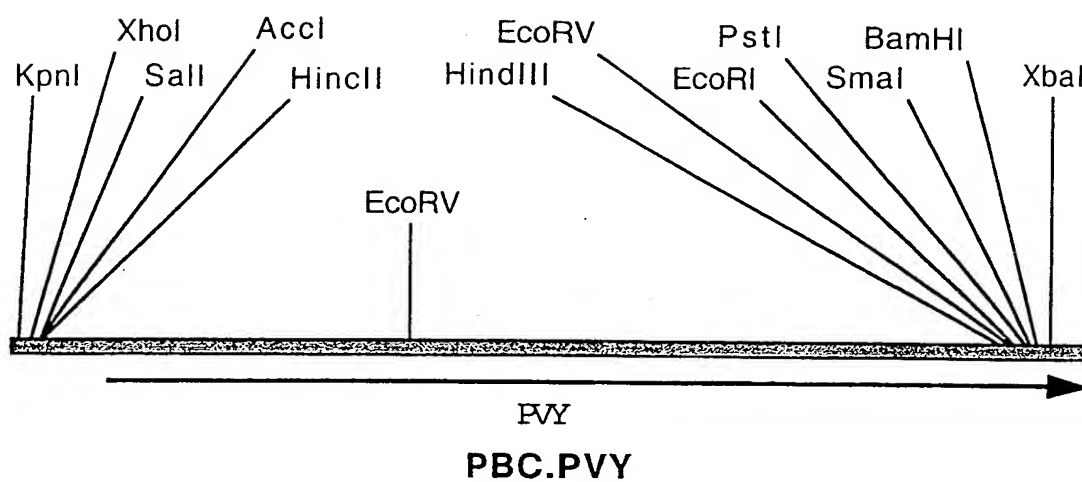 XhoI AccI EcoRV PstI BamHI
KpnI SalI HincII HindIII EcoRI SmaI XbaI
EcoRV
PVY
PBC.PVY